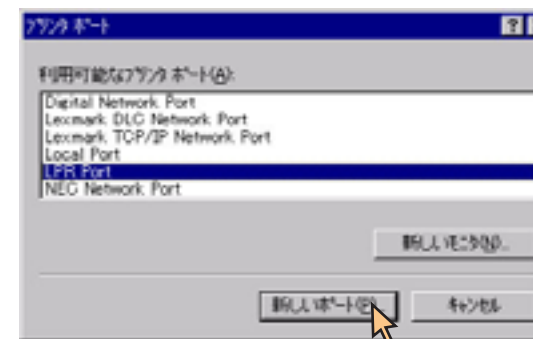 プリンタ ポート
利用可能なプリンタ ポート(A):
Digital Network Port
Lexmark DLC Network Port
Lexmark TCP/IP Network Port
Local Port
LPR Port
NEC Network Port
新しいモニタ(N)...
新しいポート(P)...
キャンセル